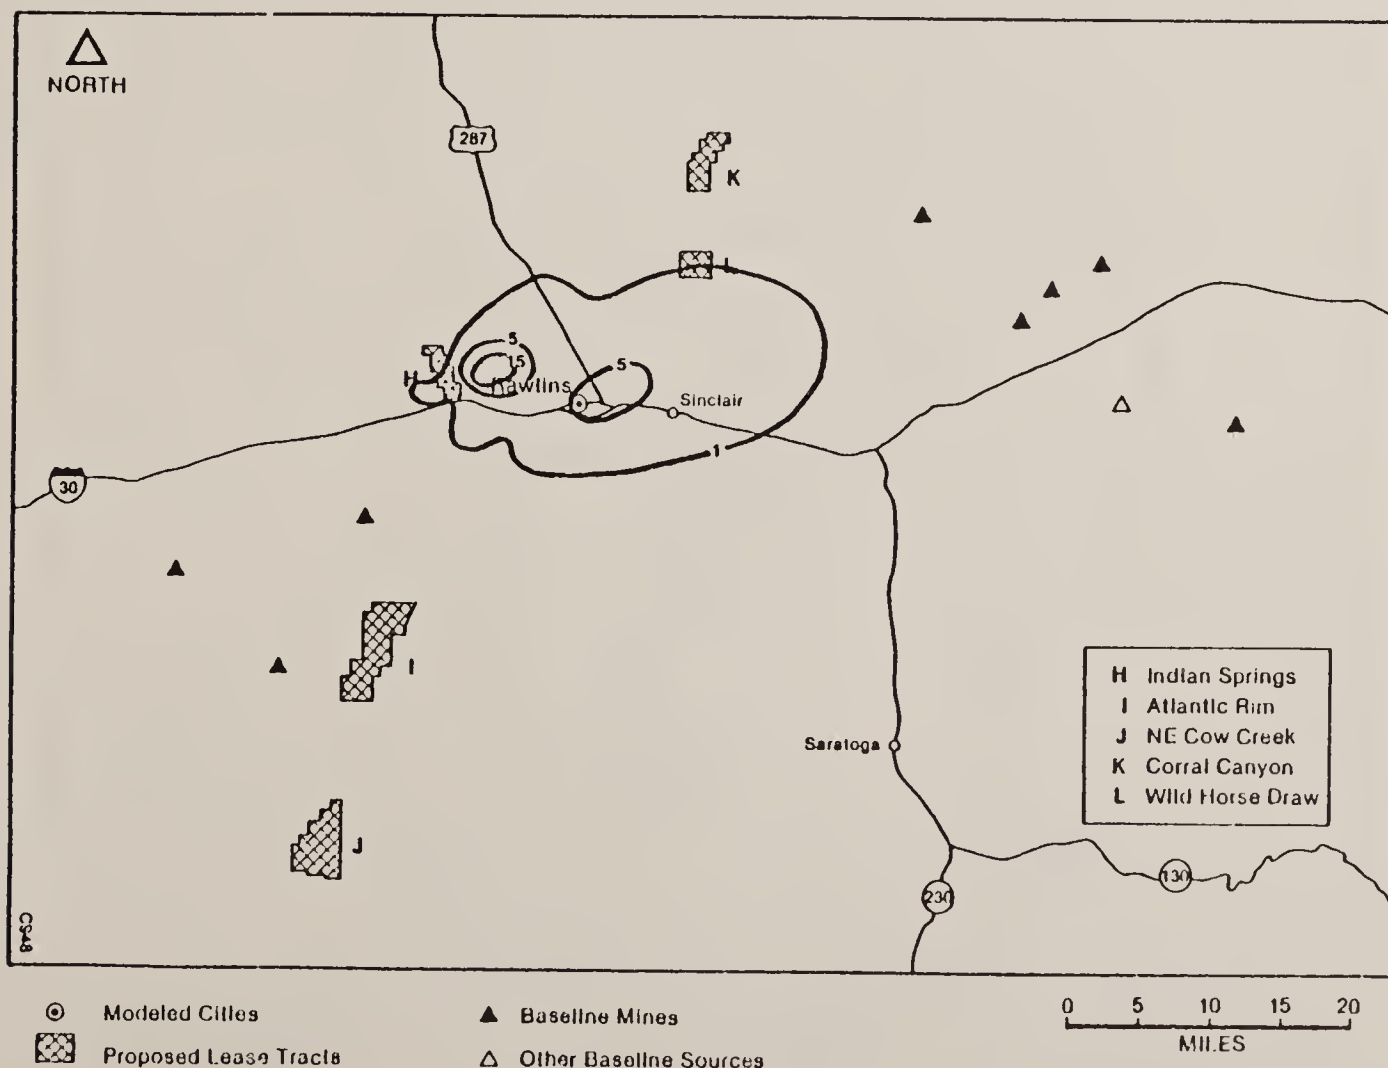 NORTH
287
K
L
5
15
H
Rawlins
5
Sinclair
1
30
I
H Indian Springs
I Atlantic Rim
J NE Cow Creek
K Corral Canyon
L Wild Horse Draw
Saratoga
J
130
230
C948
Modeled Cities
Baseline Mines
0 5 10 15 20
MILES
Proposed Lease Tracts
Other Baseline Sources